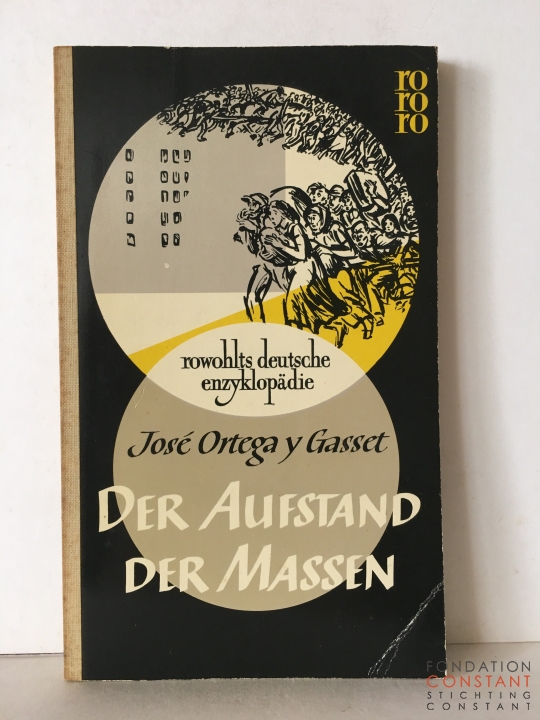 ro
ro
ro
rowohlts deutsche
enzyklopädie
José Ortega y Gasset
DER AUFSTAND
DER MASSEN
FONDATION
CONSTANT
STICHTING
CONSTANT